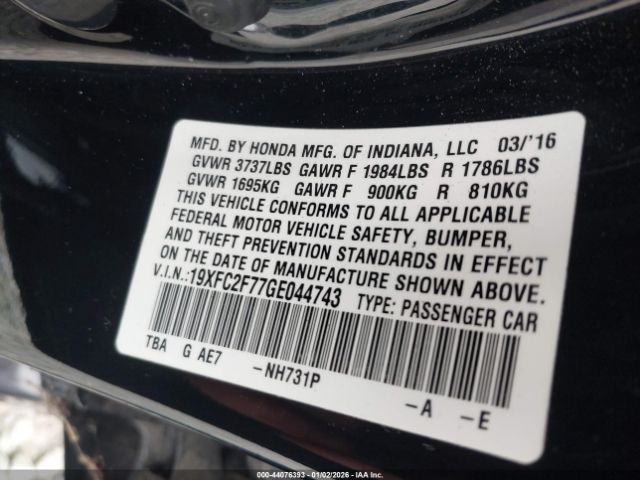 MFD. BY HONDA MFG. OF INDIANA, LLC 03/'16
GVWR 3737LBS GAWR F 1984LBS R 1786LBS
GVWR 1695KG GAWR F 900KG R 810KG
THIS VEHICLE CONFORMS TO ALL APPLICABLE
FEDERAL MOTOR VEHICLE SAFETY, BUMPER,
AND THEFT PREVENTION STANDARDS IN EFFECT
ON THE DATE OF MANUFACTURE SHOWN ABOVE.
V.I.N.:19XFC2F77GE044743 TYPE: PASSENGER CAR
TBA G AE7 -NH731P -A -E
000-44076393 - 01/02/2026 - IAA Inc.